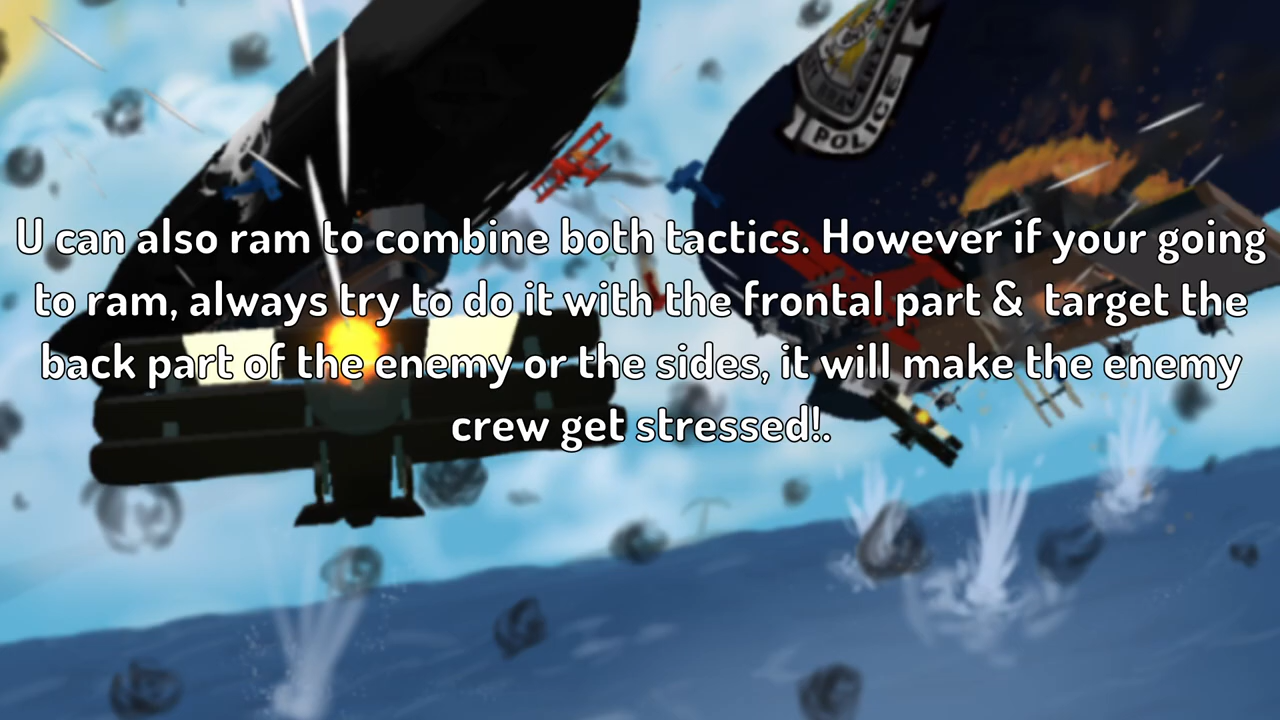 POLICE
U can also ram to combine both tactics. However if your going
to ram, always try to do it with the frontal part &  target the
back part of the enemy or the sides, it will make the enemy
crew get stressed!.